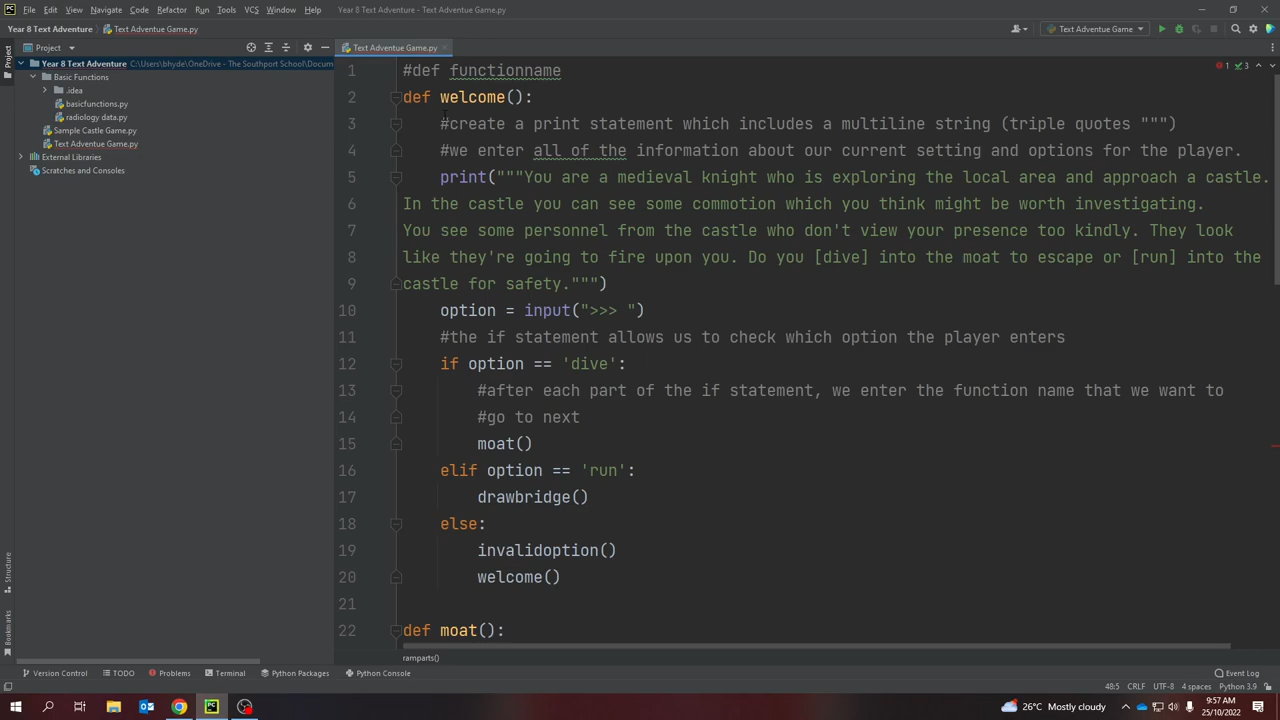 File Edit View Navigate Code Refactor Run Tools VCS Window Help Year 8 Text Adventure - Text Adventue Game.py
Year 8 Text Adventure Text Adventue Game.py Text Adventue Game
Project Text Adventue Game.py
Year 8 Text Adventure C:\Users\bhyde\OneDrive - The Southport School\Docum
Basic Functions
.idea
basicfunctions.py
radiology data.py
Sample Castle Game.py
Text Adventue Game.py
External Libraries
Scratches and Consoles
Project
Structure
Bookmarks
1 #def functionname
2 def welcome():
3 #create a print statement which includes a multiline string (triple quotes """)
4 #we enter all of the information about our current setting and options for the player.
5 print("""You are a medieval knight who is exploring the local area and approach a castle.
6 In the castle you can see some commotion which you think might be worth investigating.
7 You see some personnel from the castle who don't view your presence too kindly. They look
8 like they're going to fire upon you. Do you [dive] into the moat to escape or [run] into the
9 castle for safety.""")
10 option = input(">>> ")
11 #the if statement allows us to check which option the player enters
12 if option == 'dive':
13 #after each part of the if statement, we enter the function name that we want to
14 #go to next
15 moat()
16 elif option == 'run':
17 drawbridge()
18 else:
19 invalidoption()
20 welcome()
21
22 def moat():
1 3
ramparts()
Version Control TODO Problems Terminal Python Packages Python Console Event Log
48:5 CRLF UTF-8 4 spaces Python 3.9
26°C Mostly cloudy 9:57 AM
25/10/2022